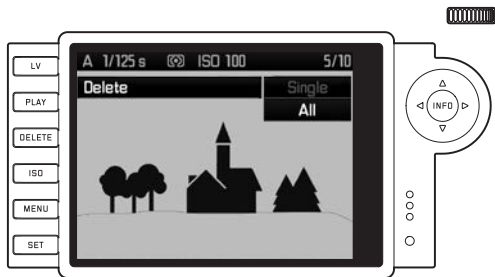 LV
PLAY
DELETE
ISO
MENU
SET
A 1/125 s ISO 100 5/10
Delete
Single
All
INFO